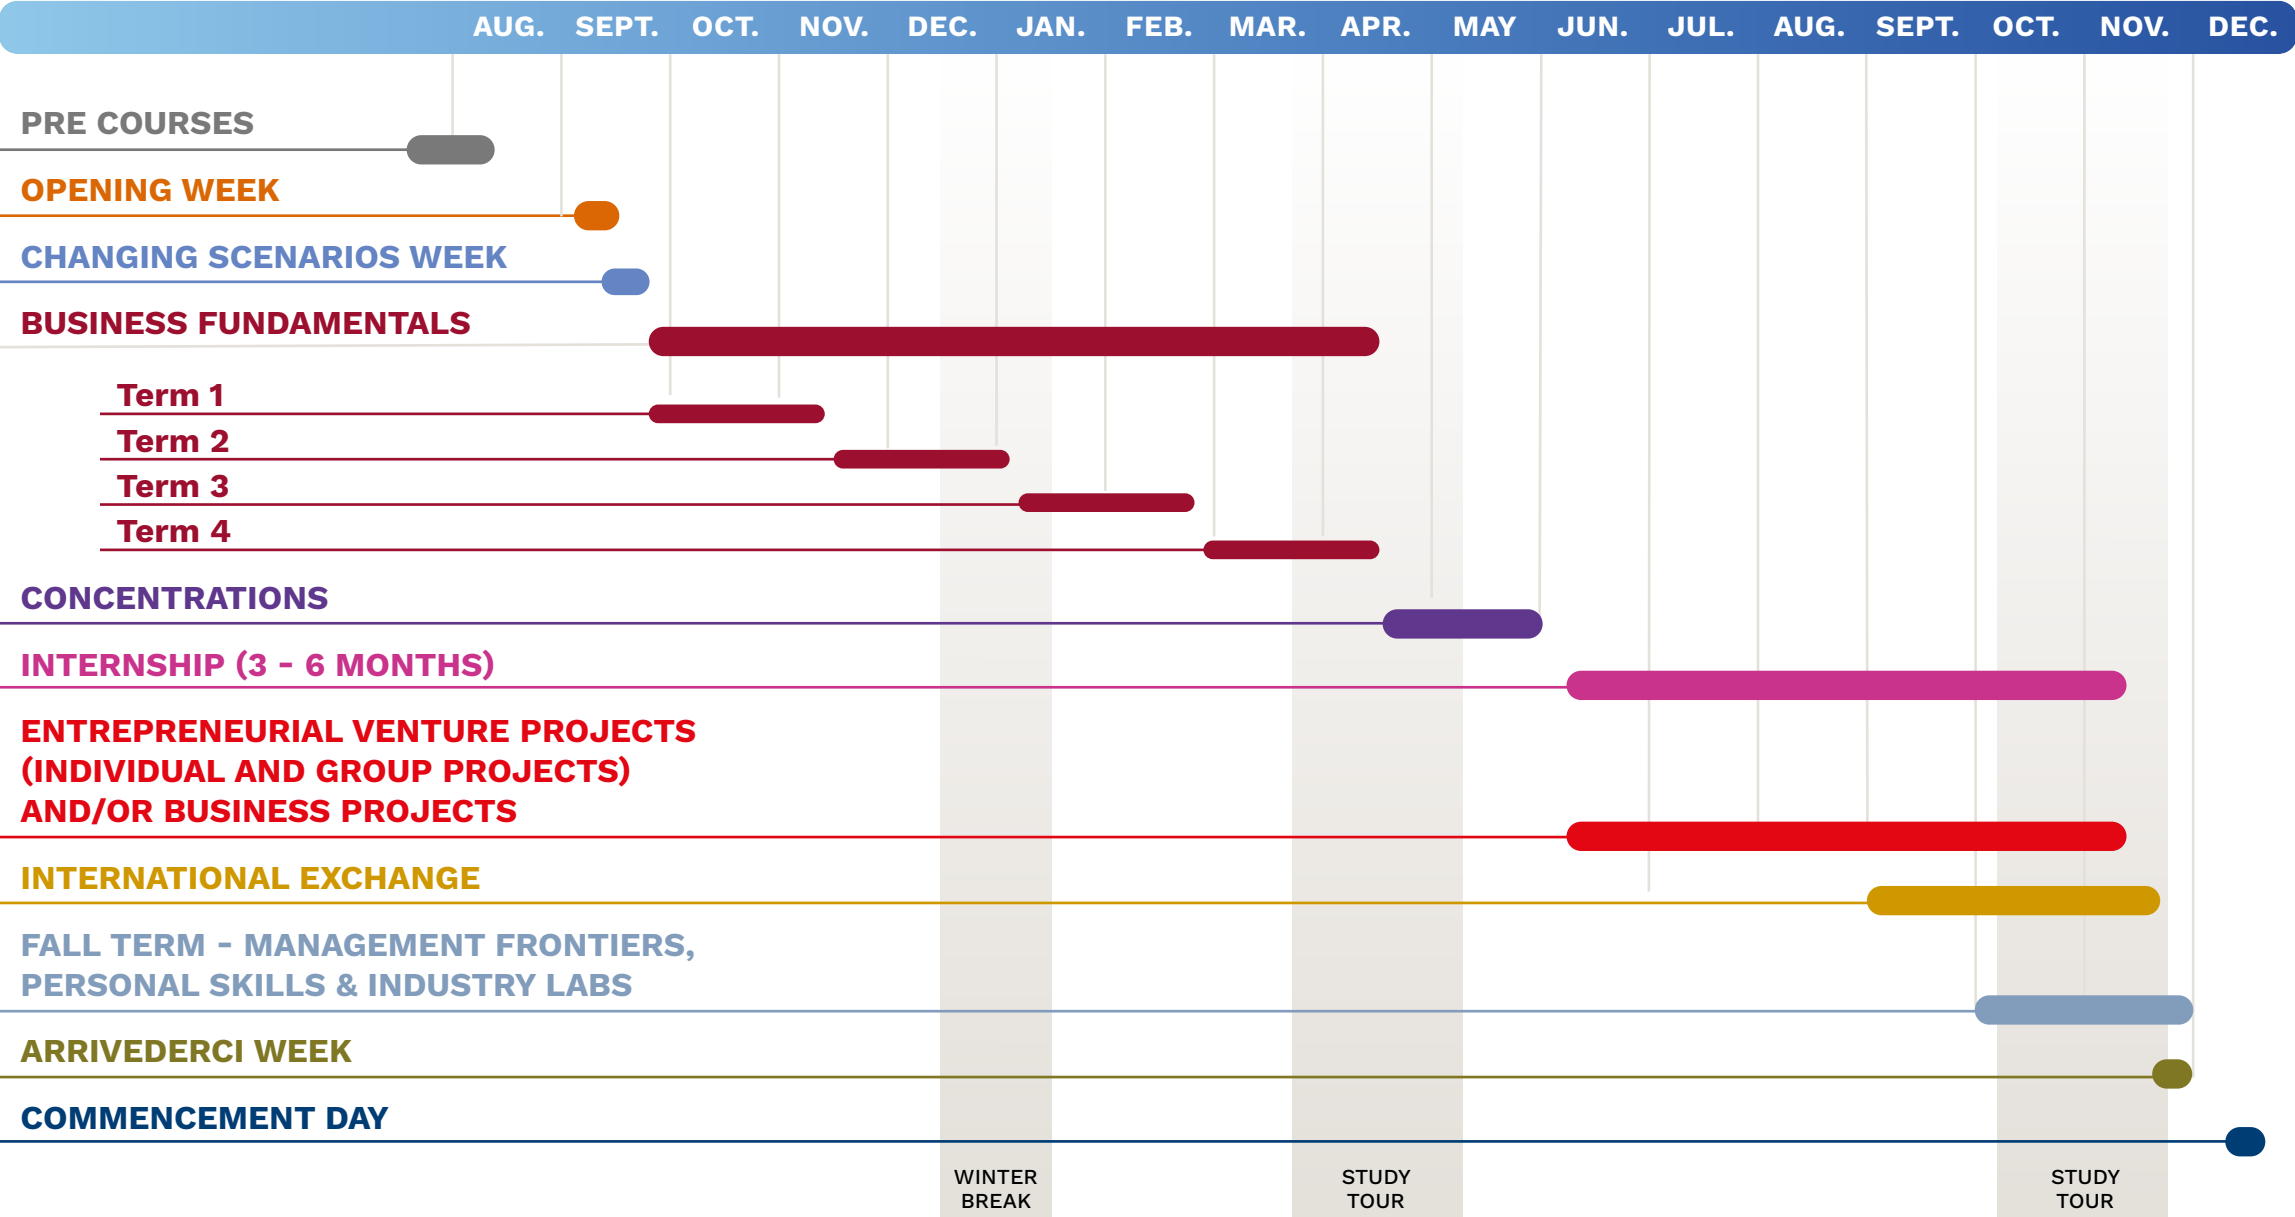 AUG. SEPT. OCT. NOV. DEC. JAN. FEB. MAR. APR. MAY JUN. JUL. AUG. SEPT. OCT. NOV. DEC.
PRE COURSES
OPENING WEEK
CHANGING SCENARIOS WEEK
BUSINESS FUNDAMENTALS
Term 1
Term 2
Term 3
Term 4
CONCENTRATIONS
INTERNSHIP (3 - 6 MONTHS)
ENTREPRENEURIAL VENTURE PROJECTS
(INDIVIDUAL AND GROUP PROJECTS)
AND/OR BUSINESS PROJECTS
INTERNATIONAL EXCHANGE
FALL TERM - MANAGEMENT FRONTIERS,
PERSONAL SKILLS & INDUSTRY LABS
ARRIVEDERCI WEEK
COMMENCEMENT DAY
WINTER
BREAK
STUDY
TOUR
STUDY
TOUR